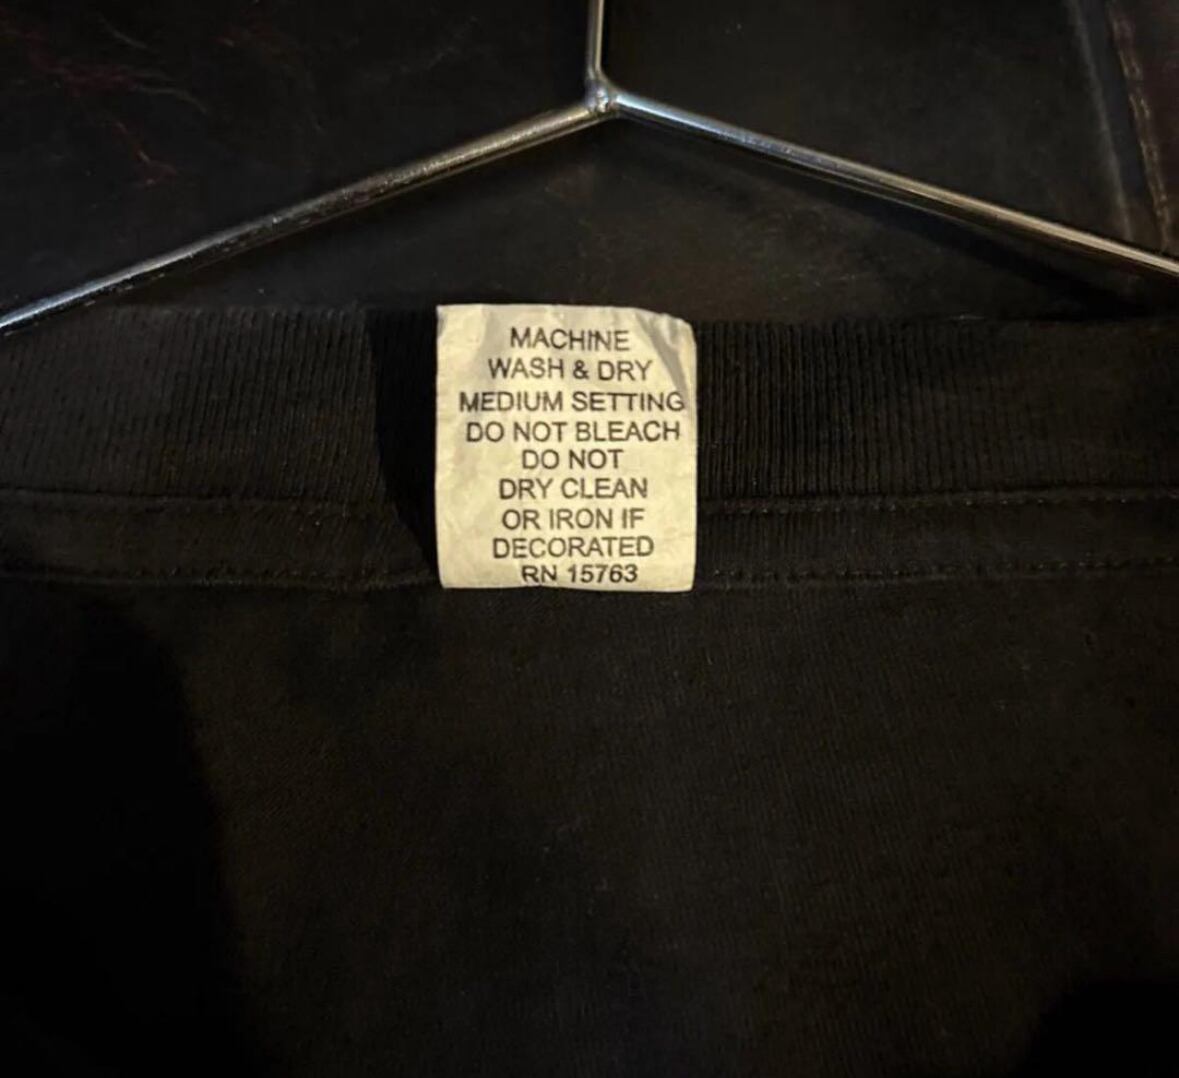 MACHINE
WASH & DRY
MEDIUM SETTING
DO NOT BLEACH
DO NOT
DRY CLEAN
OR IRON IF
DECORATED
RN 15763